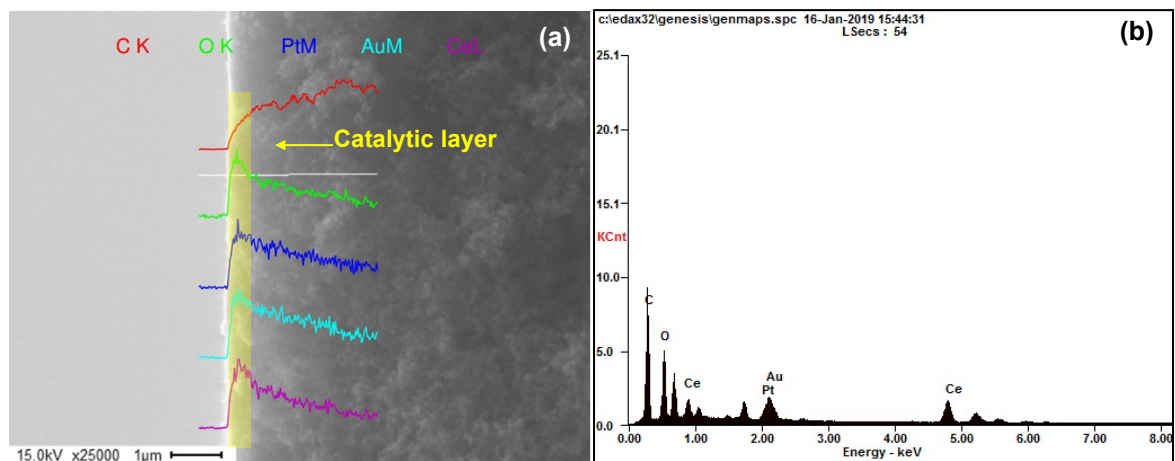 C K O K PtM AuM CeL (a)
Catalytic layer
15.0kV x25000 1μm
c:\edax32\genesis\genmaps.spc 16-Jan-2019 15:44:31
LSecs : 54
(b)
25.1
20.1
15.1
KCnt
10.0
5.0
0.0
C
O
Ce
Au
Pt
Ce
0.00 1.00 2.00 3.00 4.00 5.00 6.00 7.00 8.00
Energy - keV